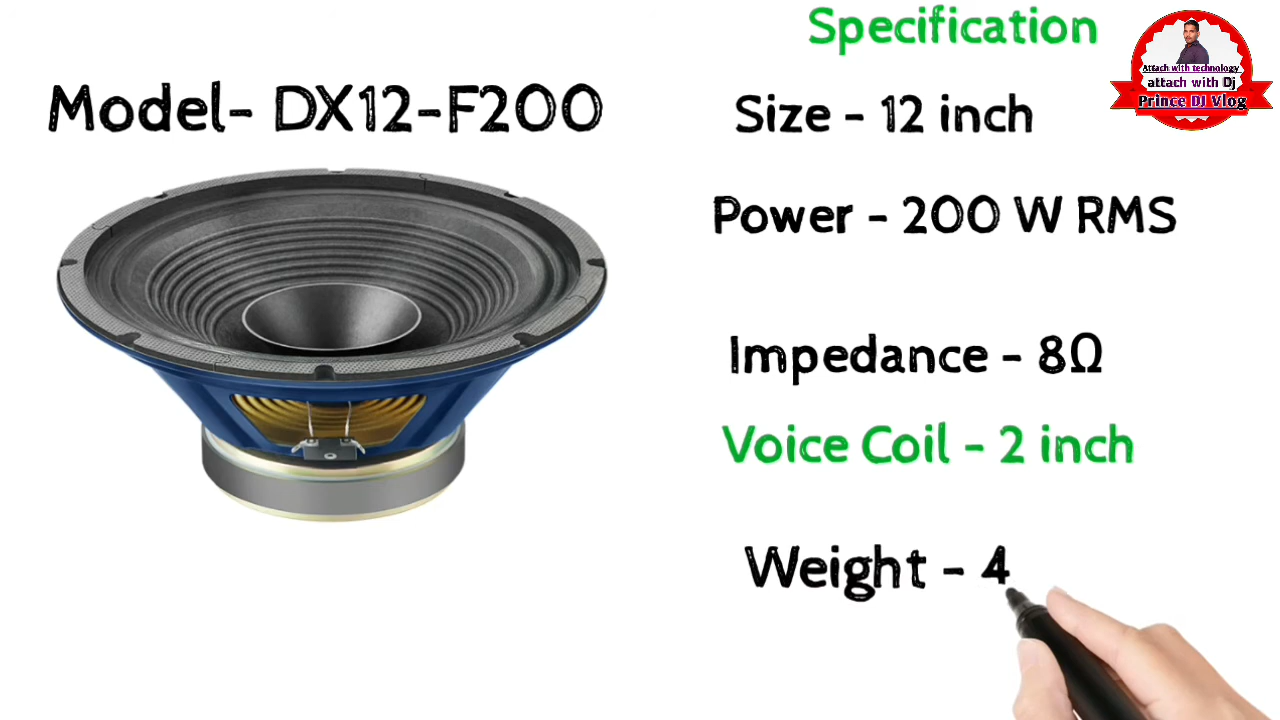 Specification
Model- DX12-F200
Size - 12 inch
Power - 200 W RMS
Impedance - 8Ω
Voice Coil - 2 inch
Weight - 4
Attach with technology
attach with Dj
Prince DJ Vlog